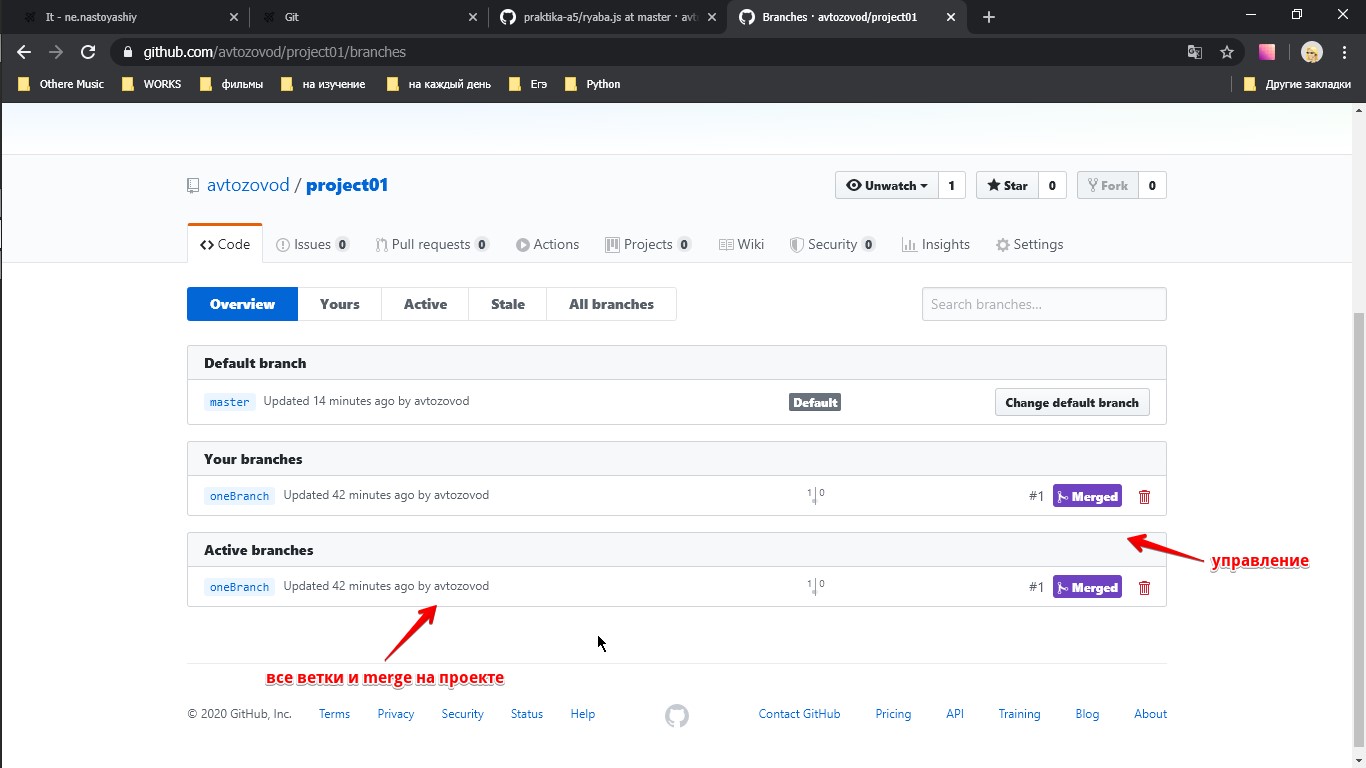 It - ne.nastoyashiy
Git
praktika-a5/ryaba.js at master · avto
Branches · avtozovod/project01
github.com/avtozovod/project01/branches
Othere Music WORKS фильмы на изучение на каждый день Егэ Python Другие закладки
avtozovod / project01
Unwatch 1 Star 0 Fork 0
Code Issues 0 Pull requests 0 Actions Projects 0 Wiki Security 0 Insights Settings
Overview Yours Active Stale All branches Search branches...
Default branch
master Updated 14 minutes ago by avtozovod Default Change default branch
Your branches
oneBranch Updated 42 minutes ago by avtozovod 1 0 #1 Merged
Active branches
управление
oneBranch Updated 42 minutes ago by avtozovod 1 0 #1 Merged
все ветки и merge на проекте
© 2020 GitHub, Inc. Terms Privacy Security Status Help Contact GitHub Pricing API Training Blog About